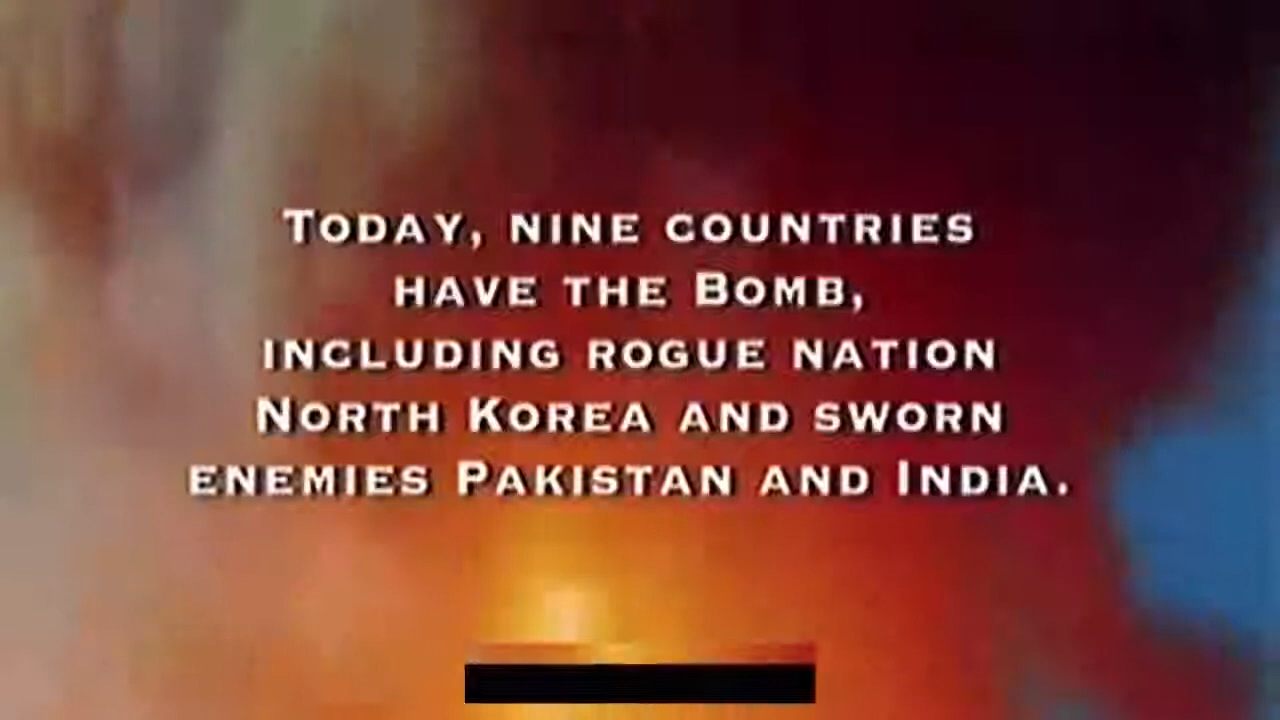 Today, nine countries
have the Bomb,
including rogue nation
North Korea and sworn
enemies Pakistan and India.